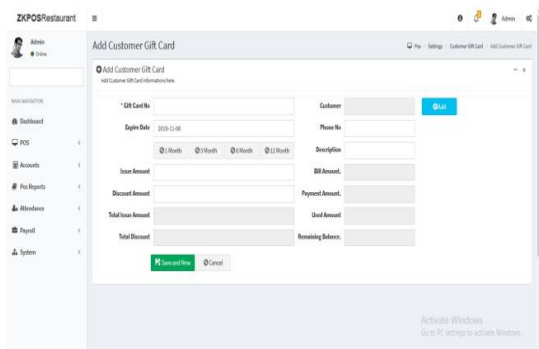 ZKPOSRestaurant
0
Admin
Admin
Online
Add Customer Gift Card
Pos
Settings
Customer Gift Card
Add Customer Gift Card
Add Customer Gift Card
Add Customer Gift Card informations here.
MAIN NAVIGATION
Dashboard
POS
Accounts
Pos Reports
Attendance
Payroll
System
* Gift Card No
Customer
Add
Expire Date
2019-11-08
Phone No
1 Month
3 Month
6 Month
12 Month
Description
Issue Amount
Bill Amount.
Discount Amount
Payment Amount.
Total Issue Amount
Used Amount
Total Discount
Remaining Balance.
Save and New
Cancel
Activate Windows
Go to PC settings to activate Windows.